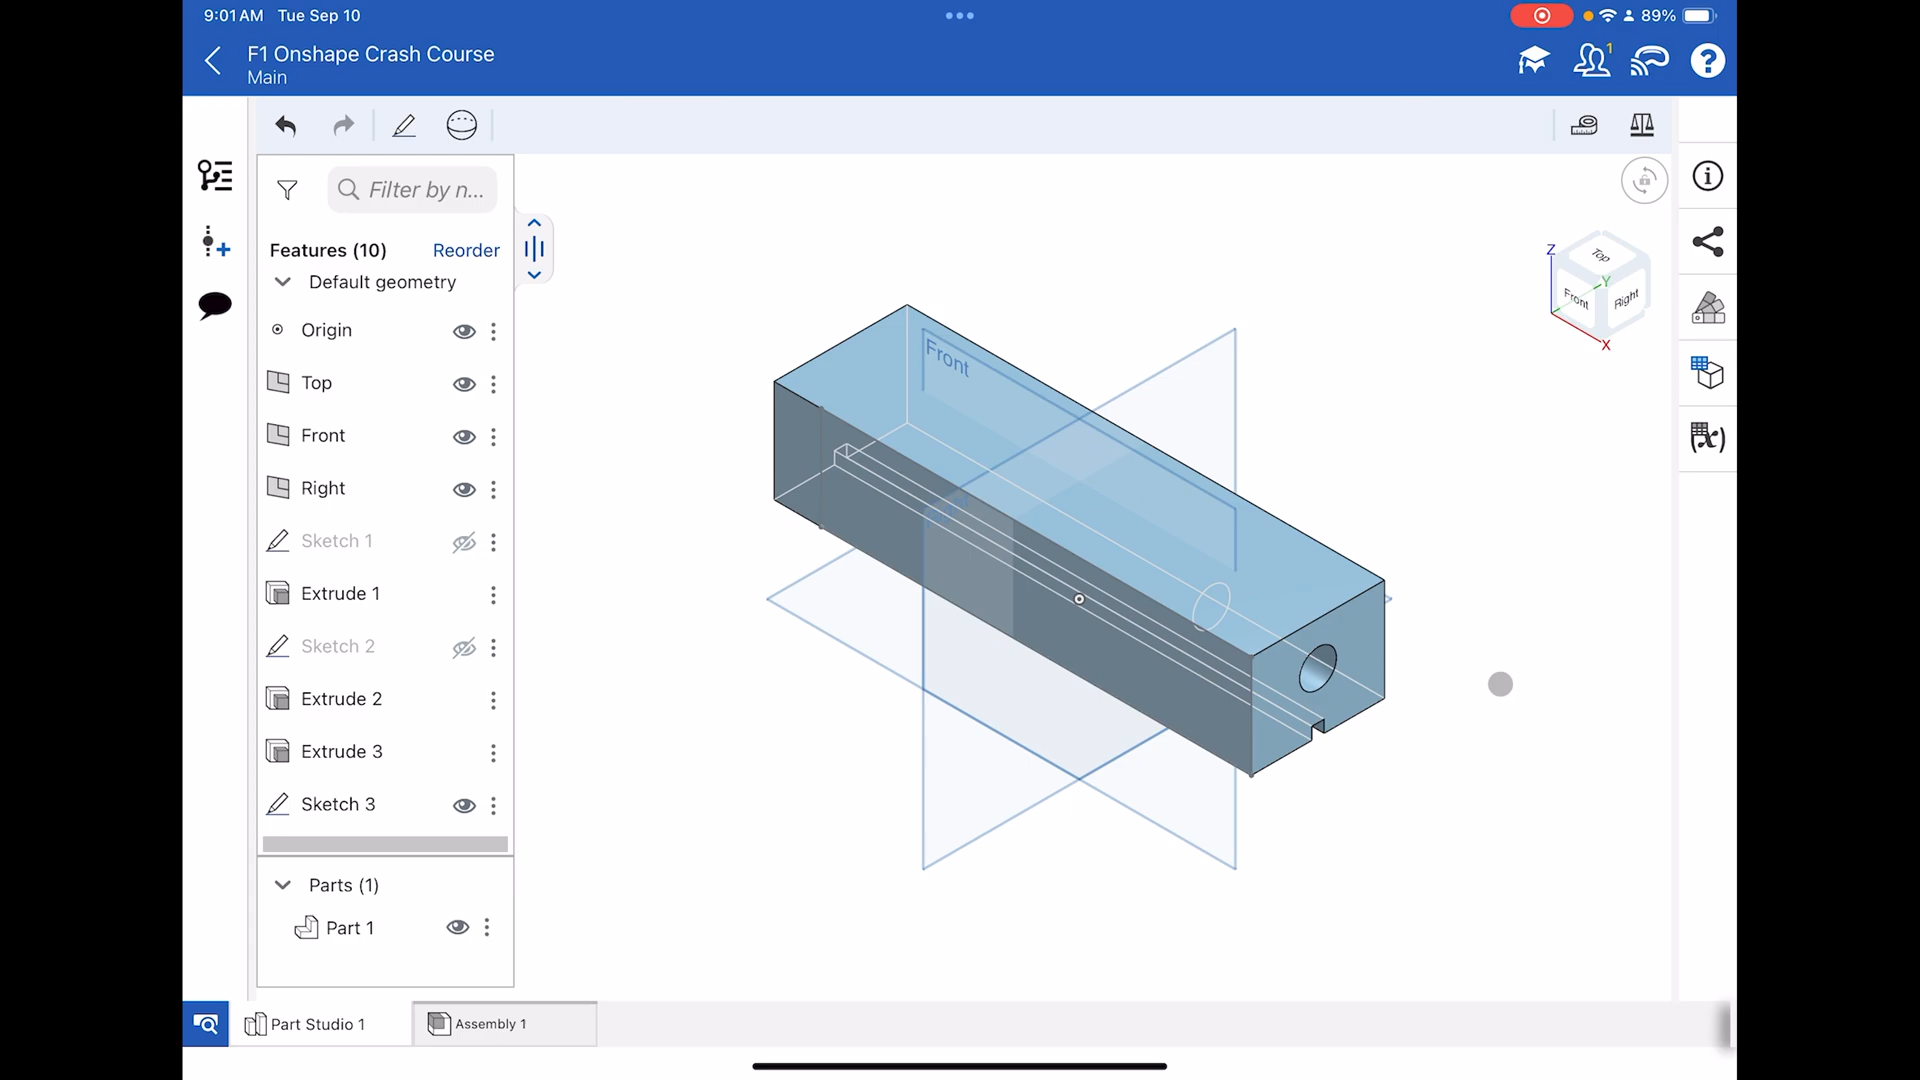 9:01 AM Tue Sep 10
89%
F1 Onshape Crash Course
Main
1
?
Filter by n...
Features (10) Reorder
Default geometry
Origin
Top
Front
Right
Sketch 1
Extrude 1
Sketch 2
Extrude 2
Extrude 3
Sketch 3
Parts (1)
Part 1
Front
Z
Top
Y
Front
Right
X
(x)
Part Studio 1
Assembly 1